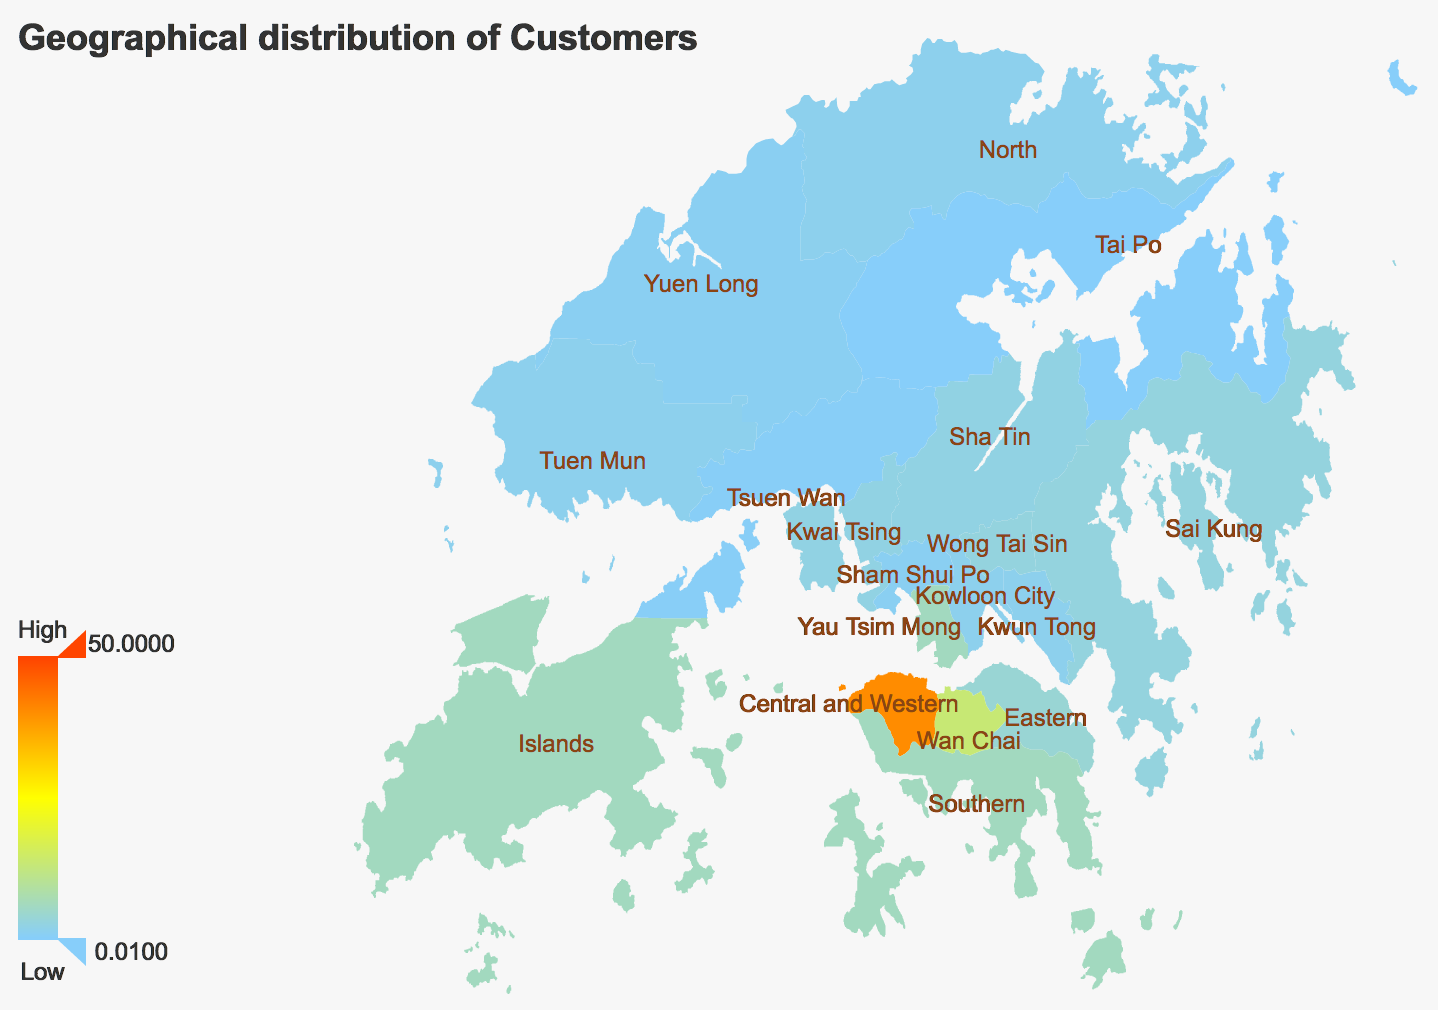 Geographical distribution of Customers
North
Tai Po
Yuen Long
Sha Tin
Tuen Mun
Tsuen Wan
Kwai Tsing
Sai Kung
Wong Tai Sin
Sham Shui Po
Kowloon City
Yau Tsim Mong
Kwun Tong
High
50.0000
Central and Western
Eastern
Wan Chai
Islands
Southern
0.0100
Low